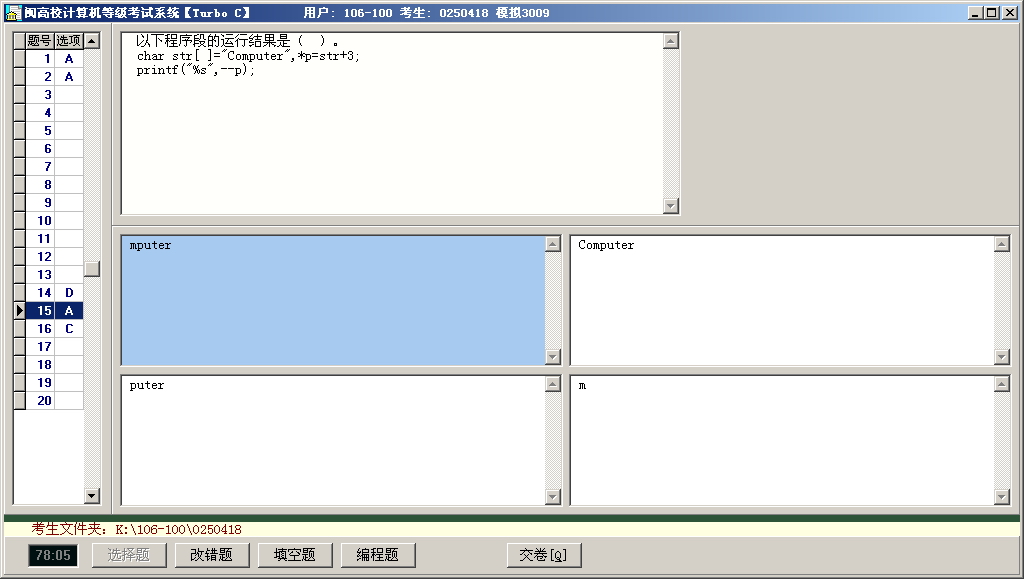 闽高校计算机等级考试系统【Turbo C】 用户: 106-100 考生: 0250418 模拟3009
题号 选项
1 A
2 A
3
4
5
6
7
8
9
10
11
12
13
14 D
15 A
16 C
17
18
19
20
以下程序段的运行结果是（ ）。
char str[ ]="Computer",*p=str+3;
printf("%s",--p);
mputer
Computer
puter
m
考生文件夹: K:\106-100\0250418
78:05 选择题 改错题 填空题 编程题 交卷[Q]